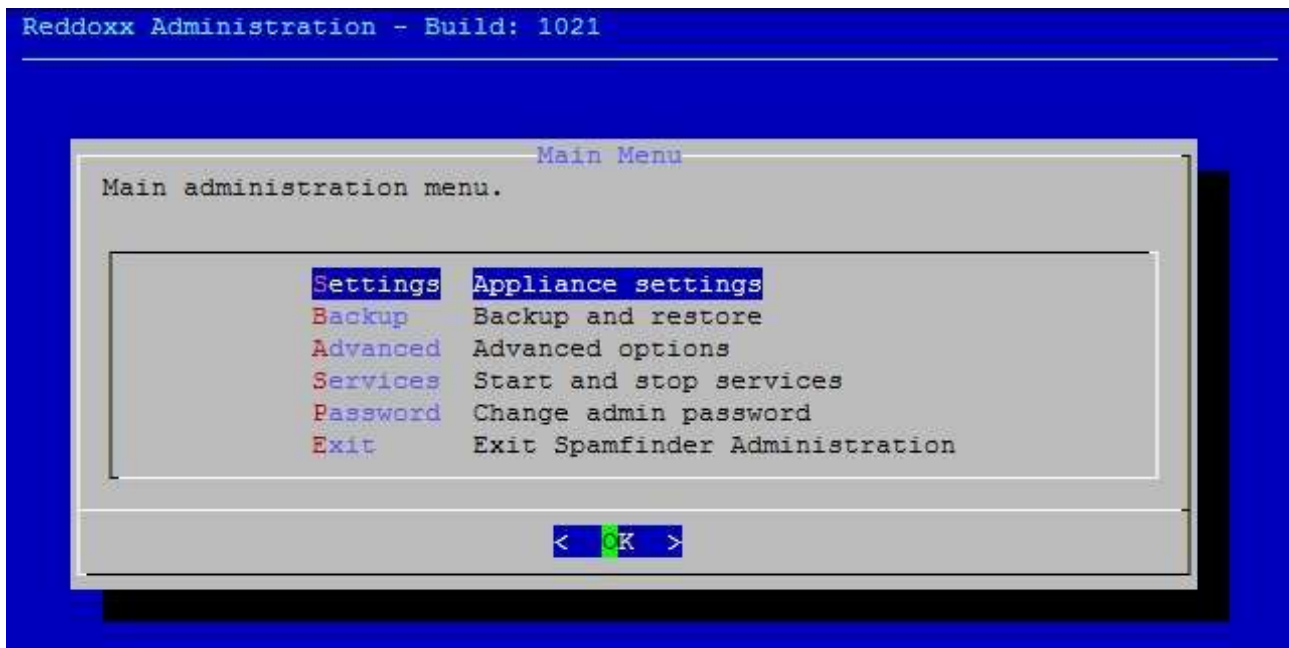 Reddoxx Administration - Build: 1021
Main Menu
Main administration menu.
Settings Appliance settings
Backup Backup and restore
Advanced Advanced options
Services Start and stop services
Password Change admin password
Exit Exit Spamfinder Administration
< OK >